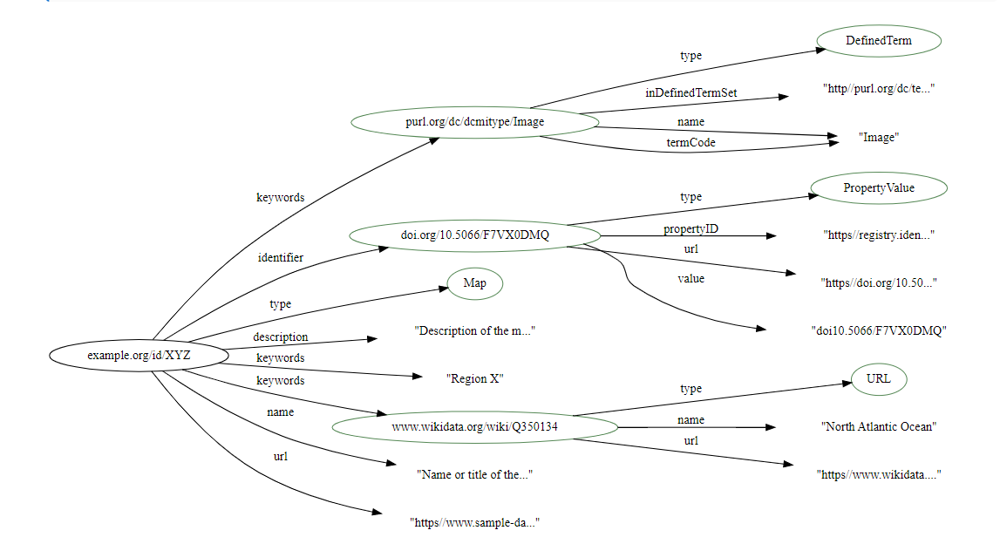 DefinedTerm
type
"http//purl.org/dc/te..."
inDefinedTermSet
purl.org/dc/dcmitype/Image
name
"Image"
termCode
PropertyValue
type
keywords
propertyID
doi.org/10.5066/F7VX0DMQ
"https//registry.iden..."
url
identifier
value
Map
"https//doi.org/10.50..."
type
"Description of the m..."
"doi10.5066/F7VX0DMQ"
description
example.org/id/XYZ
keywords
"Region X"
URL
keywords
type
name
name
www.wikidata.org/wiki/Q350134
"North Atlantic Ocean"
url
url
"Name or title of the..."
"https//www.wikidata...."
"https//www.sample-da..."